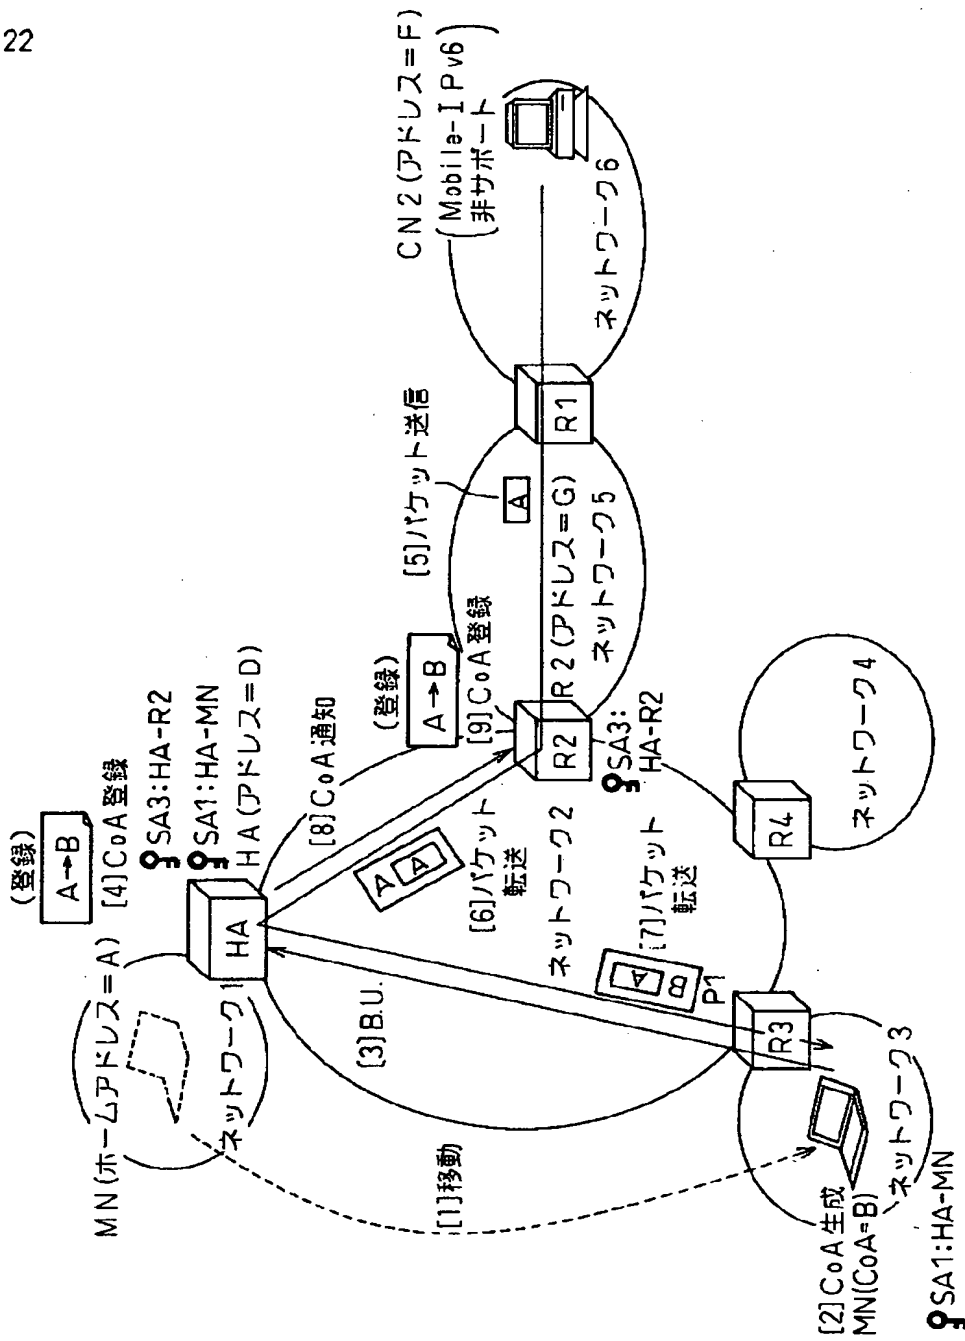 22
(登録)
A→B
[4]CoA登録
SA3:HA-R2
SA1:HA-MN
HA(アドレス=D)
HA
MN(ホームアドレス=A)
ネットワーク1
[1]移動
[2]CoA生成
MN(CoA=B)
SA1:HA-MN
ネットワーク3
R3
[3]B.U.
[8]CoA通知
A
A
[6]パケット
転送
ネットワーク2
[7]パケット
転送
A
B
P1
(登録)
A→B
[9]CoA登録
R2(アドレス=G)
R2
SA3:
HA-R2
R4
ネットワーク4
[5]パケット送信
A
ネットワーク5
R1
CN2(アドレス=F)
(Mobile-IPv6
非サポート)
ネットワーク6